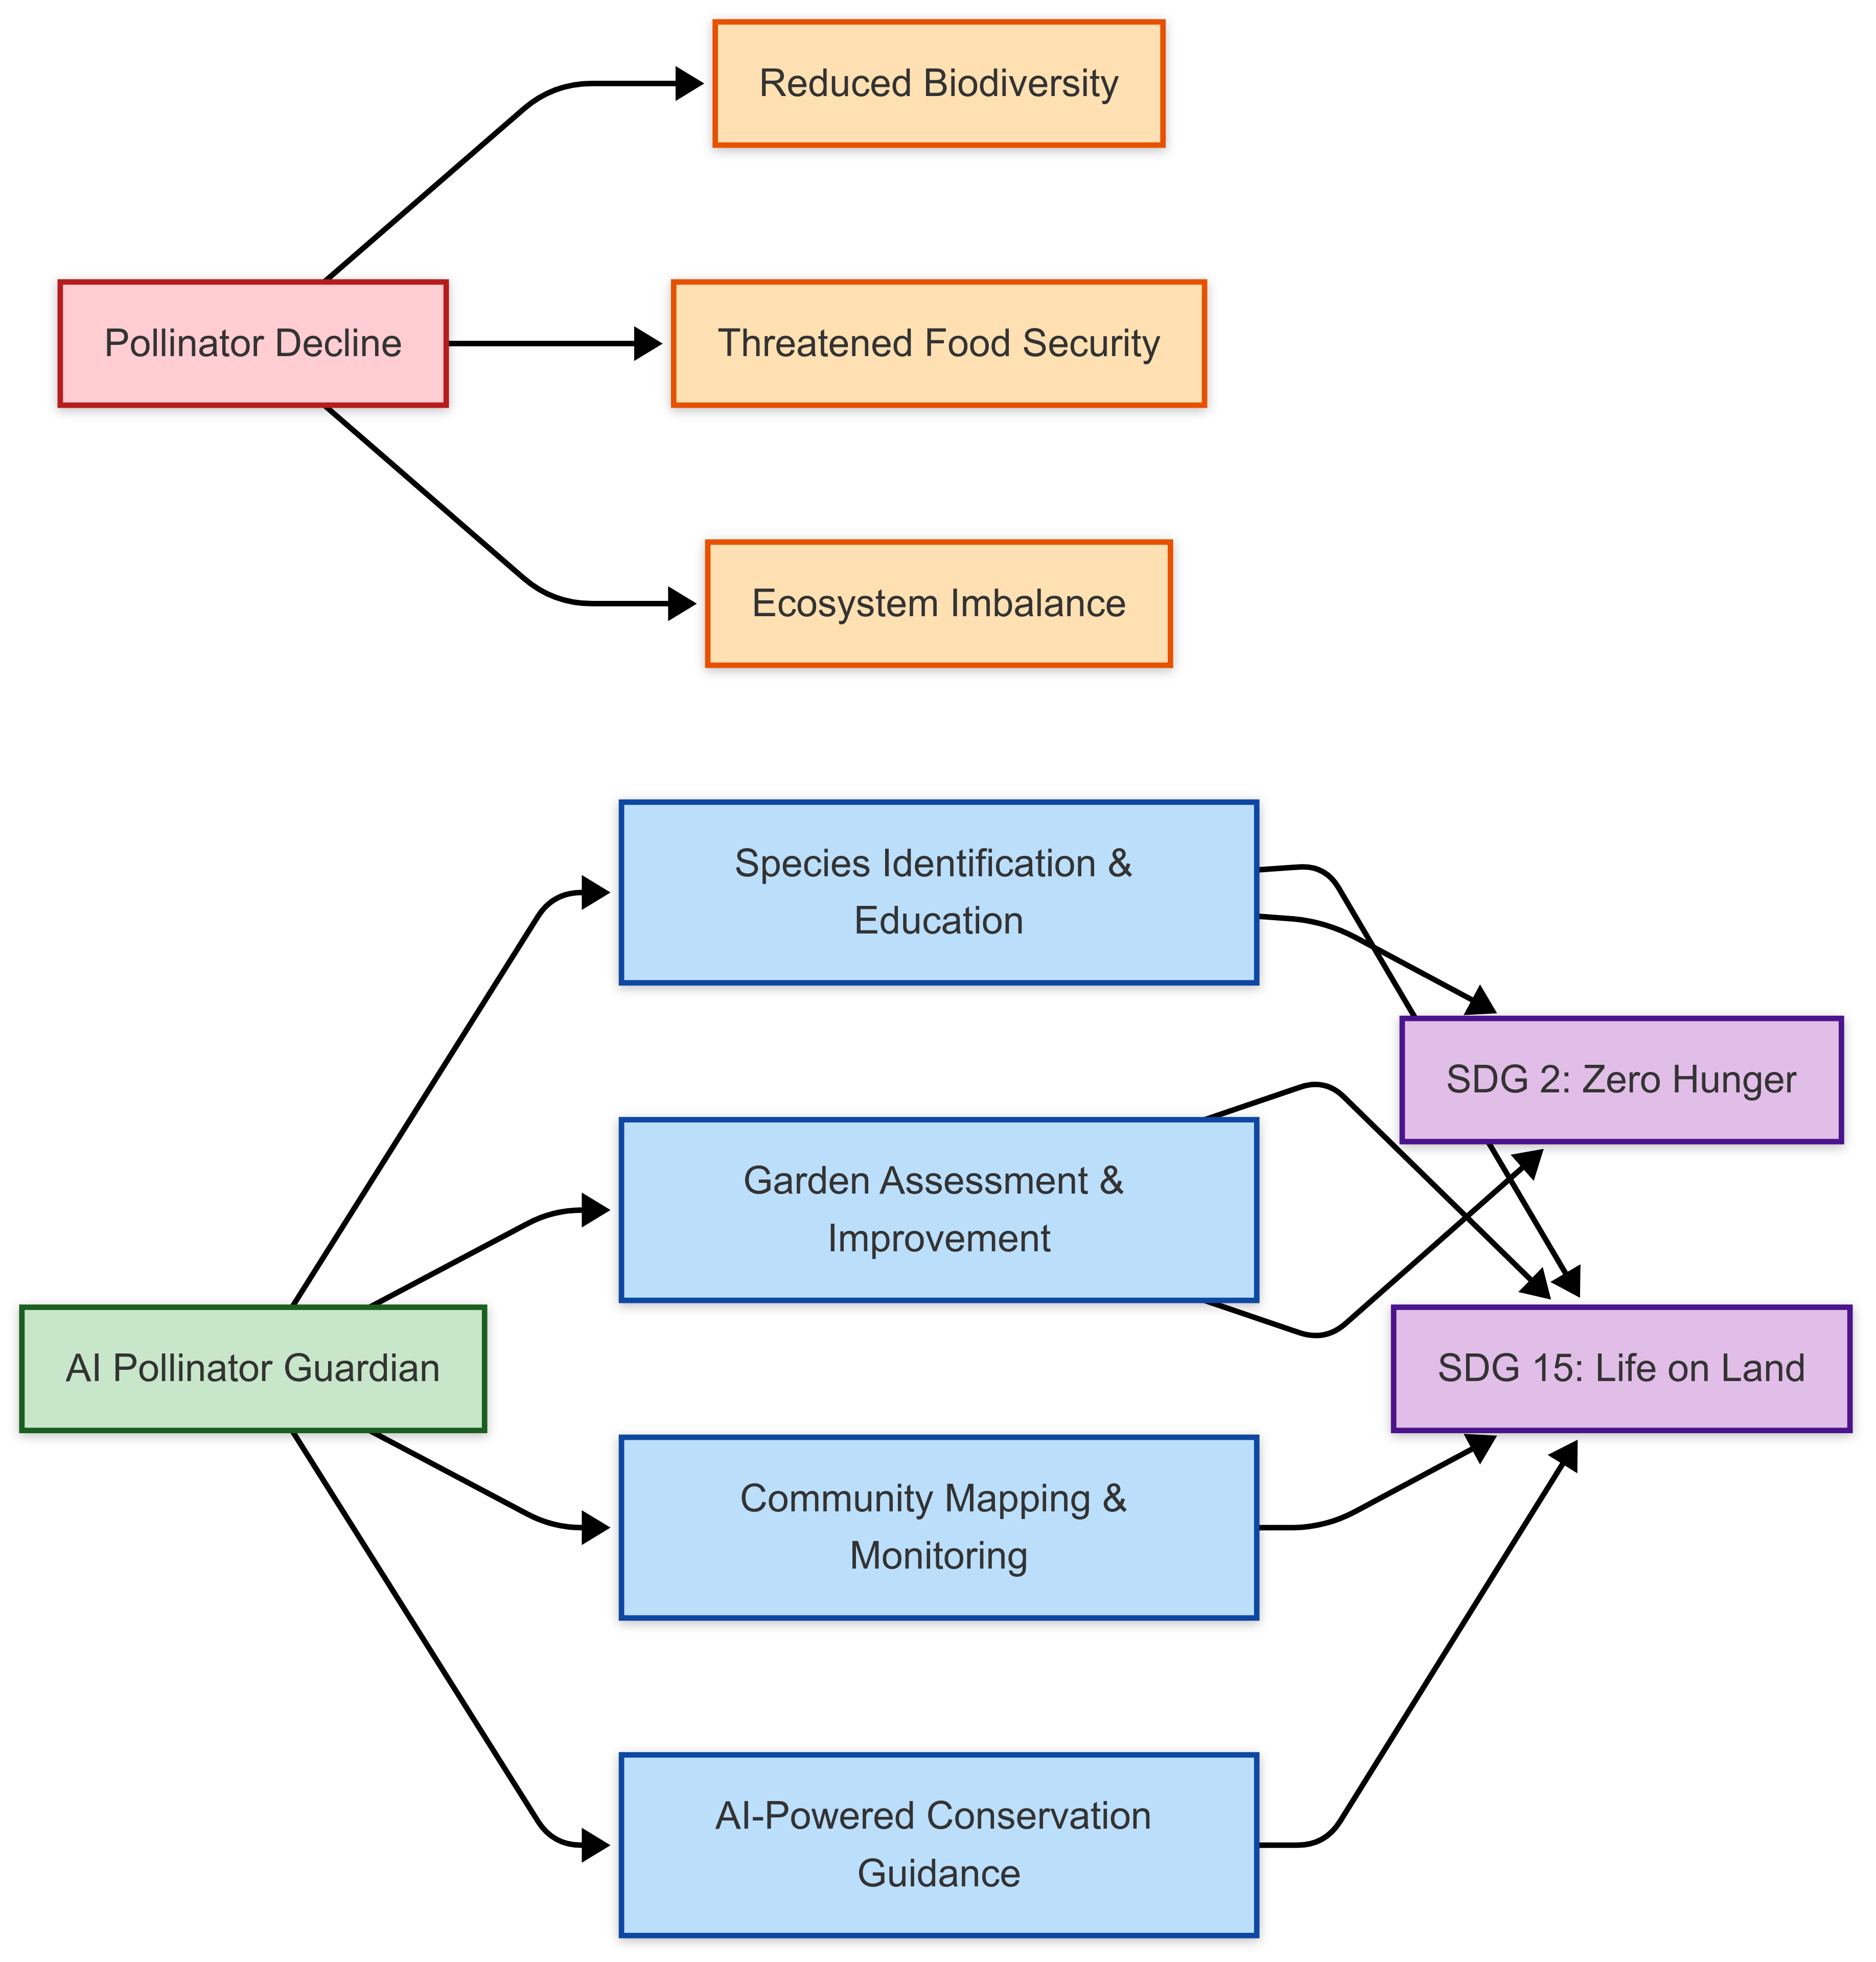 Reduced Biodiversity
Pollinator Decline
Threatened Food Security
Ecosystem Imbalance
Species Identification &
Education
SDG 2: Zero Hunger
Garden Assessment &
Improvement
AI Pollinator Guardian
SDG 15: Life on Land
Community Mapping &
Monitoring
AI-Powered Conservation
Guidance